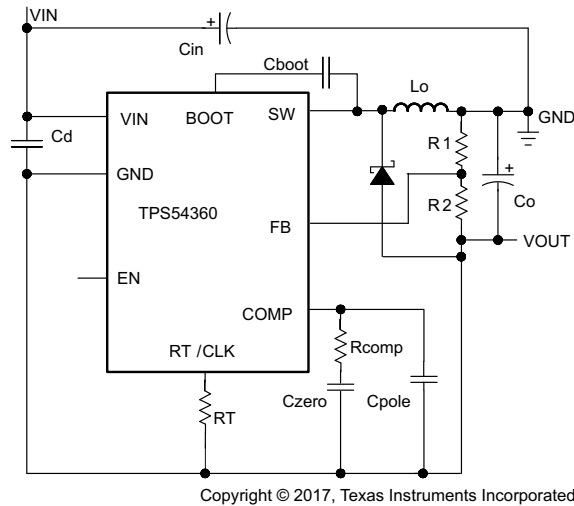 VIN
Cin
Cboot
Lo
VIN
BOOT
SW
GND
Cd
R1
GND
TPS54360
R2
Co
FB
VOUT
EN
COMP
Rcomp
RT /CLK
Czero
Cpole
RT
Copyright © 2017, Texas Instruments Incorporated